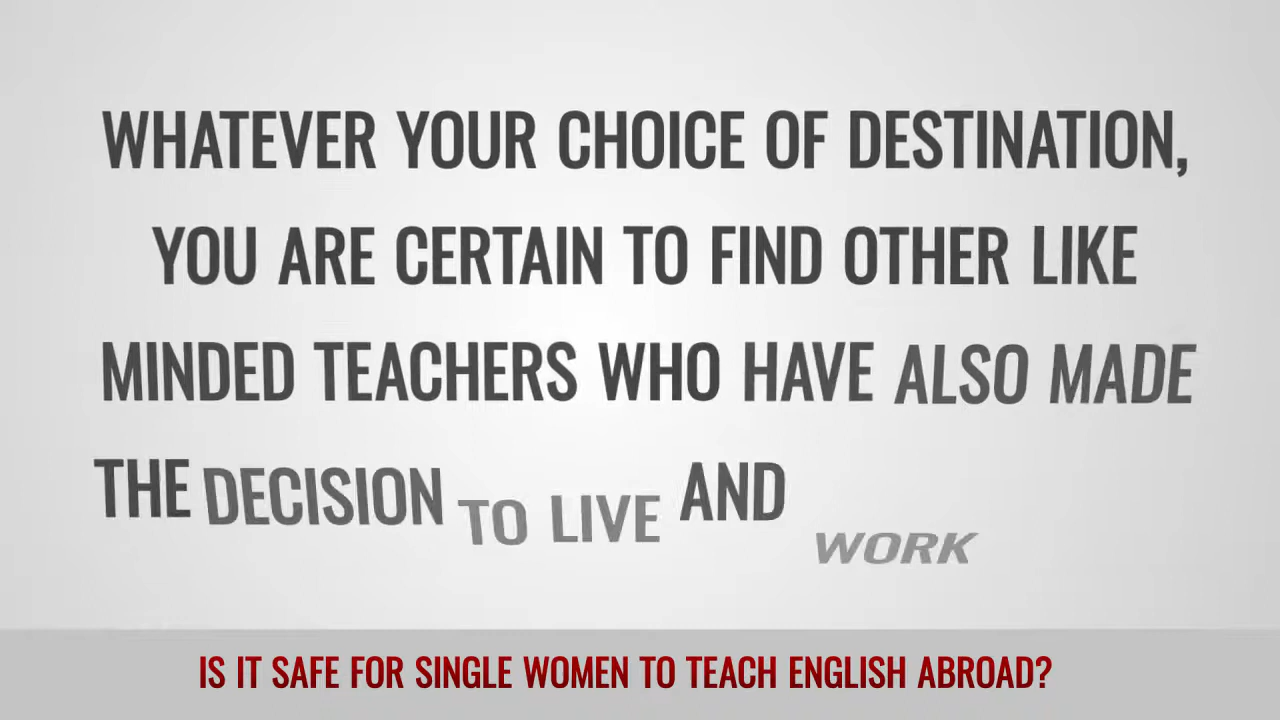 WHATEVER YOUR CHOICE OF DESTINATION,
YOU ARE CERTAIN TO FIND OTHER LIKE
MINDED TEACHERS WHO HAVE ALSO MADE
THE DECISION TO LIVE AND WORK
IS IT SAFE FOR SINGLE WOMEN TO TEACH ENGLISH ABROAD?